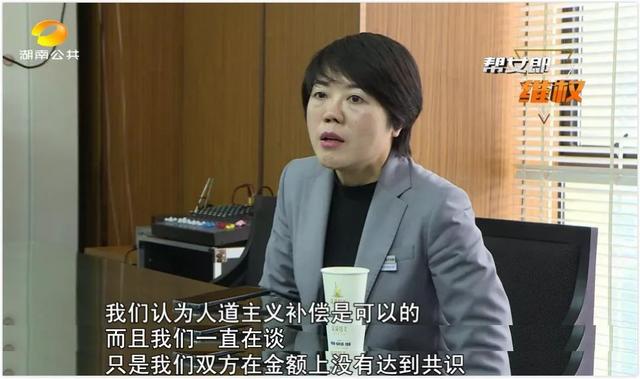 湖南公共
帮女郎
维权
我们认为人道主义补偿是可以的
而且我们一直在谈
只是我们双方在金额上没有达到共识